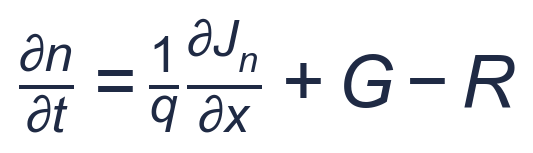 ∂n/∂t = 1/q ∂Jₙ/∂x + G − R